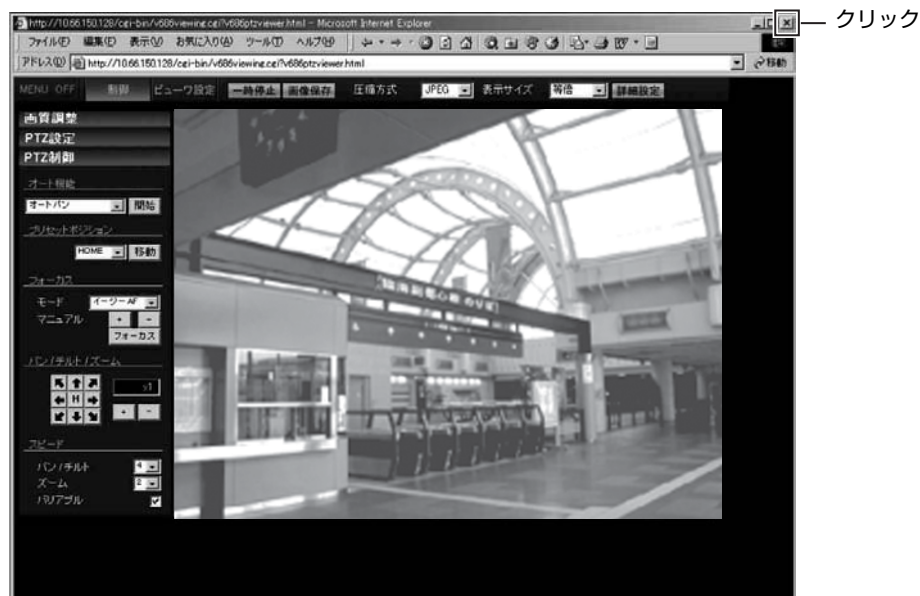 http://10.66.150.128/cgi-bin/v686viewing.cgi?v686ptzviewer.html - Microsoft Internet Explorer
クリック
ファイル(F) 編集(E) 表示(V) お気に入り(A) ツール(T) ヘルプ(H)
アドレス(D) http://10.66.150.128/cgi-bin/v686viewing.cgi?v686ptzviewer.html 移動
MENU OFF 制御 ビューワ設定 一時停止 画像保存 圧縮方式 JPEG 表示サイズ 等倍 詳細設定
画質調整
PTZ設定
PTZ制御
オート機能
オートパン 開始
プリセットポジション
HOME 移動
フォーカス
モード イージーAF
マニュアル + -
フォーカス
パン/チルト/ズーム
x1
H
+ -
スピード
パン/チルト 4
ズーム 2
バリアブル